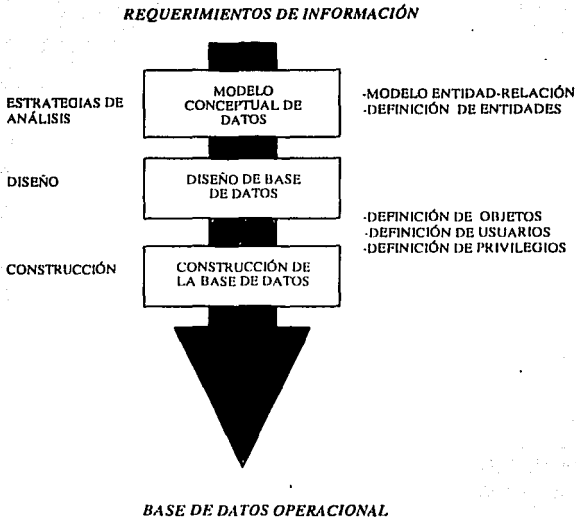 REQUERIMIENTOS DE INFORMACIÓN
ESTRATEGIAS DE
ANÁLISIS
MODELO
CONCEPTUAL DE
DATOS
-MODELO ENTIDAD-RELACIÓN
-DEFINICIÓN DE ENTIDADES
DISEÑO
DISEÑO DE BASE
DE DATOS
-DEFINICIÓN DE OBJETOS
-DEFINICIÓN DE USUARIOS
-DEFINICIÓN DE PRIVILEGIOS
CONSTRUCCIÓN
CONSTRUCCIÓN DE
LA BASE DE DATOS
BASE DE DATOS OPERACIONAL